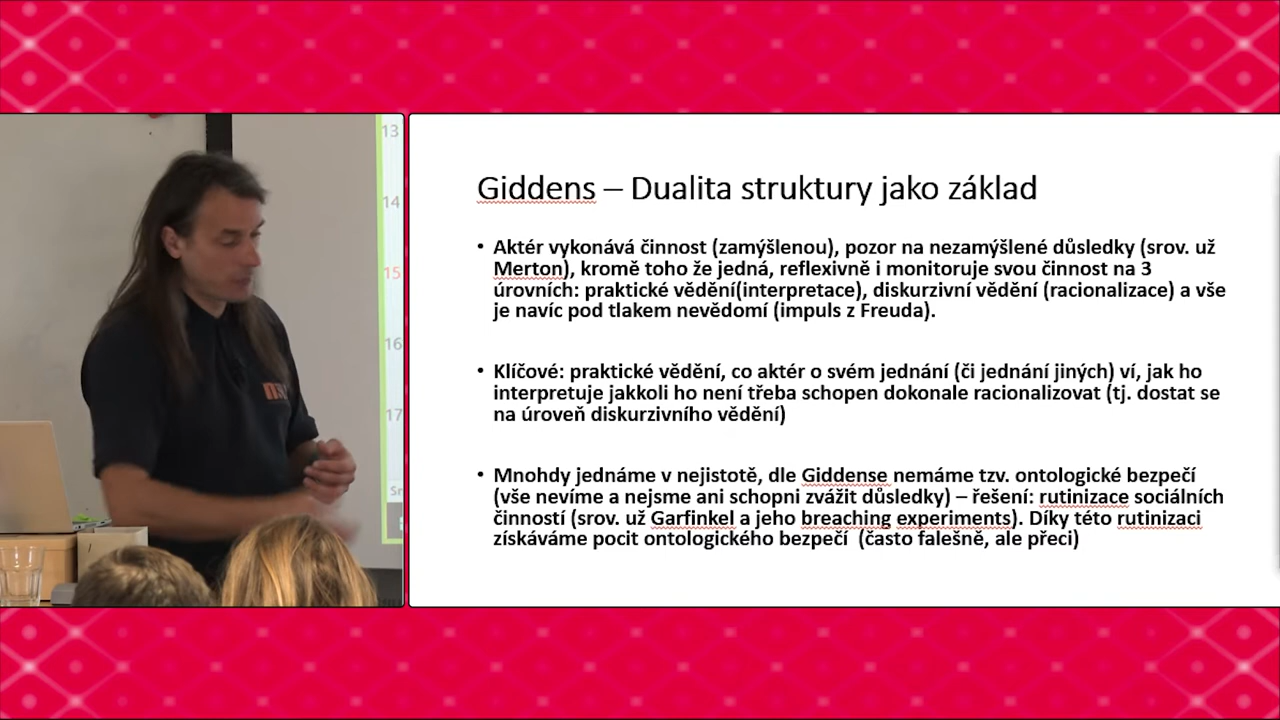 13
14
15
16
17
Giddens – Dualita struktury jako základ
• Aktér vykonává činnost (zamýšlenou), pozor na nezamýšlené důsledky (srov. už
Merton), kromě toho že jedná, reflexivně i monitoruje svou činnost na 3
úrovních: praktické vědění(interpretace), diskurzivní vědění (racionalizace) a vše
je navíc pod tlakem nevědomí (impuls z Freuda).
• Klíčové: praktické vědění, co aktér o svém jednání (či jednání jiných) ví, jak ho
interpretuje jakkoli ho není třeba schopen dokonale racionalizovat (tj. dostat se
na úroveň diskurzivního vědění)
• Mnohdy jednáme v nejistotě, dle Giddense nemáme tzv. ontologické bezpečí
(vše nevíme a nejsme ani schopni zvážit důsledky) – řešení: rutinizace sociálních
činností (srov. už Garfinkel a jeho breaching experiments). Díky této rutinizaci
získáváme pocit ontologického bezpečí (často falešně, ale přeci)